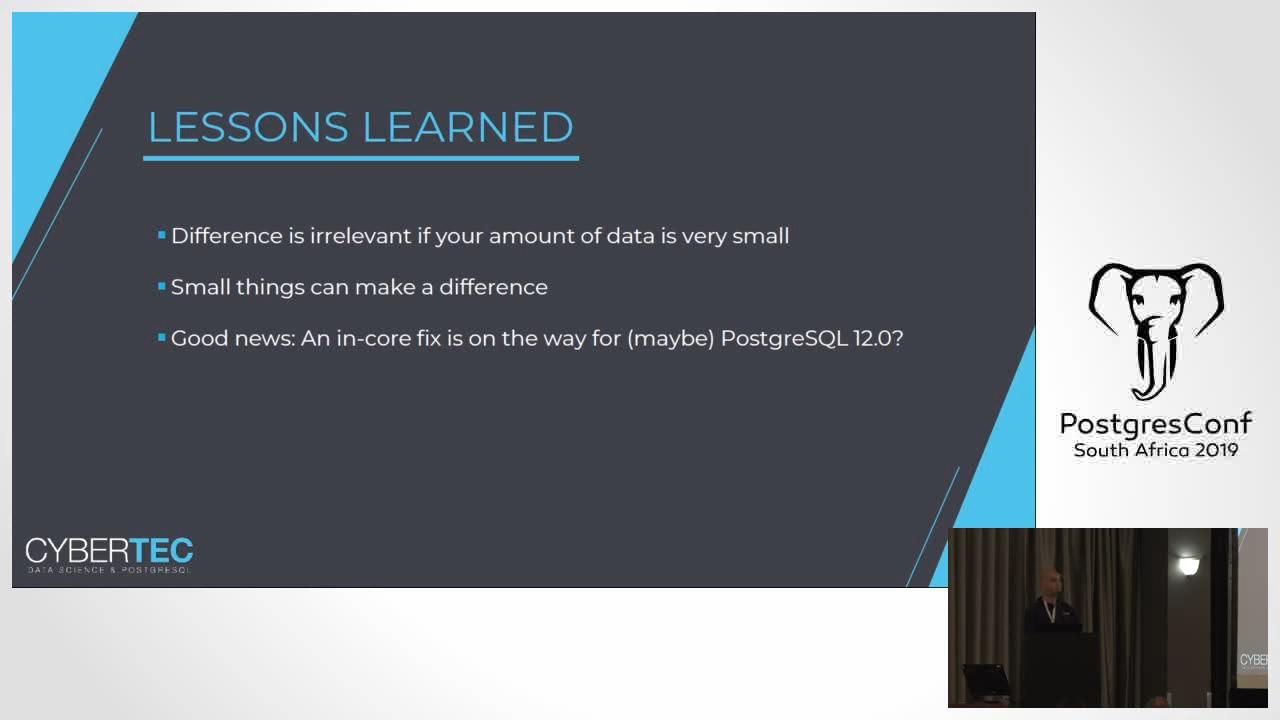 LESSONS LEARNED
Difference is irrelevant if your amount of data is very small
Small things can make a difference
Good news: An in-core fix is on the way for (maybe) PostgreSQL 12.0?
CYBERTEC
DATA SCIENCE & POSTGRESQL
PostgresConf
South Africa 2019
CYBER